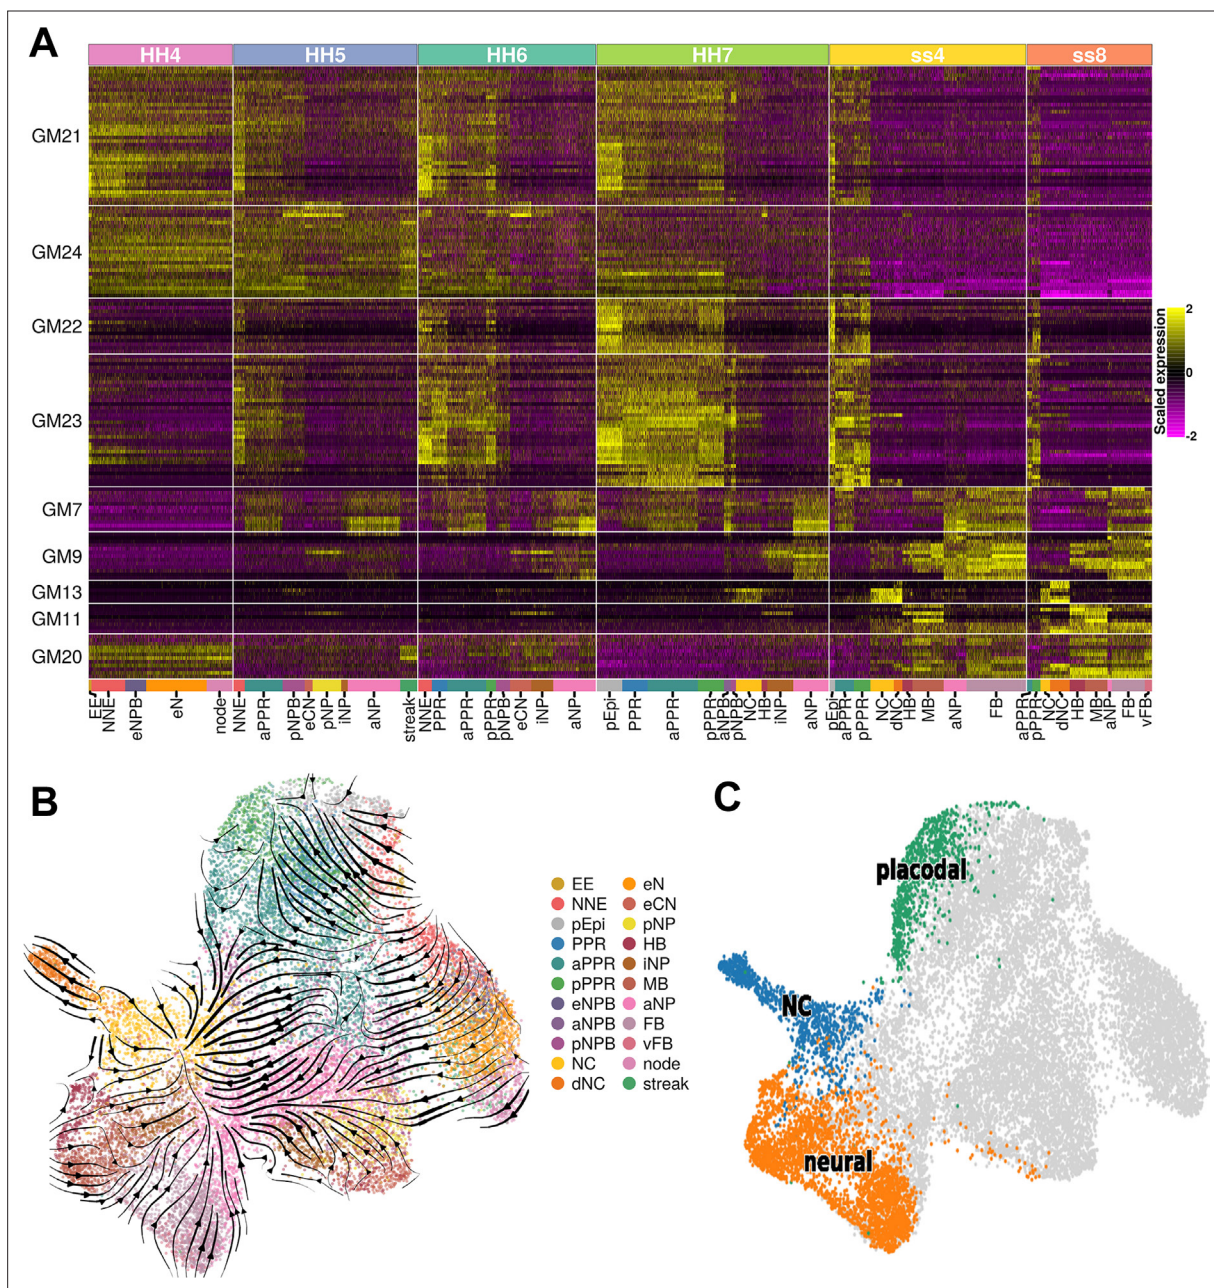 A
HH4 HH5 HH6 HH7 ss4 ss8
GM21
GM24
GM22
GM23
GM7
GM9
GM13
GM11
GM20
2
0
-2
Scaled expression
EE NNE eNPB eN node NNE aPPR pNPB eCN pNP iNP aNP streak NNE PPR aPPR pPPR pNPB eCN iNP aNP pEpi PPR aPPR pPPR aNPB pNPB NC HB iNP aNP pEpi aPPR pPPR NC dNC HB MB aNP FB aPPR pPPR NC dNC HB MB aNP FB vFB
B
EE eN
NNE eCN
pEpi pNP
PPR HB
aPPR iNP
pPPR MB
eNPB aNP
aNPB FB
pNPB vFB
NC node
dNC streak
C
placodal
NC
neural